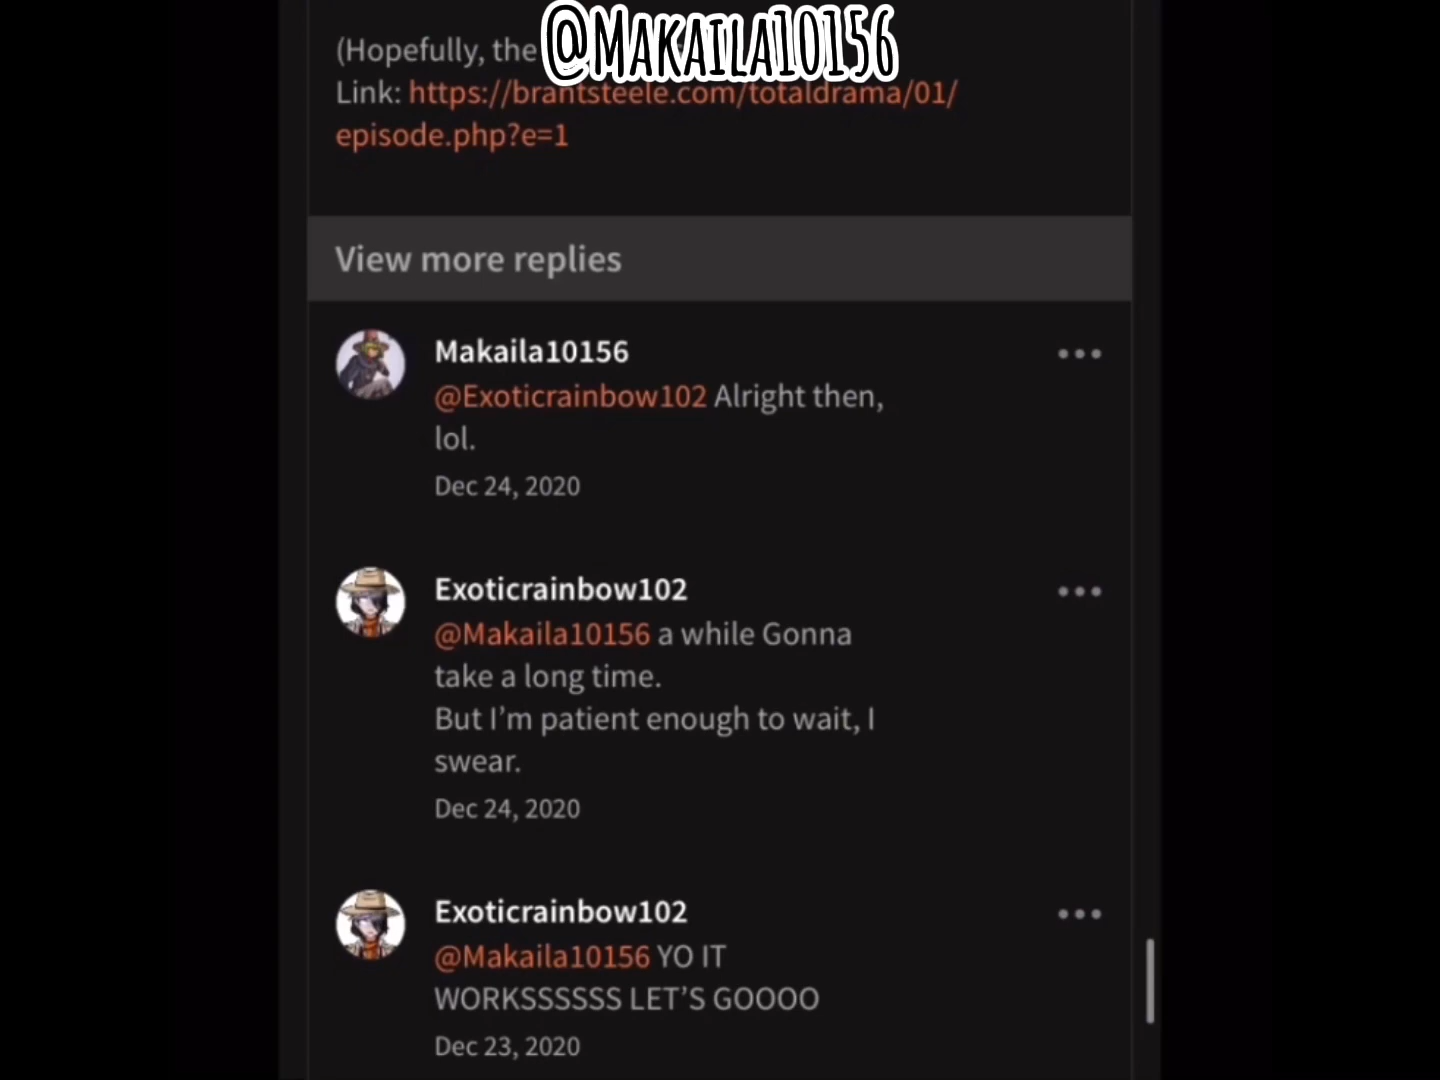 @Makaila10156
(Hopefully, the
Link: https://brantsteele.com/totaldrama/01/
episode.php?e=1
View more replies
Makaila10156
@Exoticrainbow102 Alright then,
lol.
Dec 24, 2020
Exoticrainbow102
@Makaila10156 a while Gonna
take a long time.
But I’m patient enough to wait, I
swear.
Dec 24, 2020
Exoticrainbow102
@Makaila10156 YO IT
WORKSSSSSS LET’S GOOOO
Dec 23, 2020